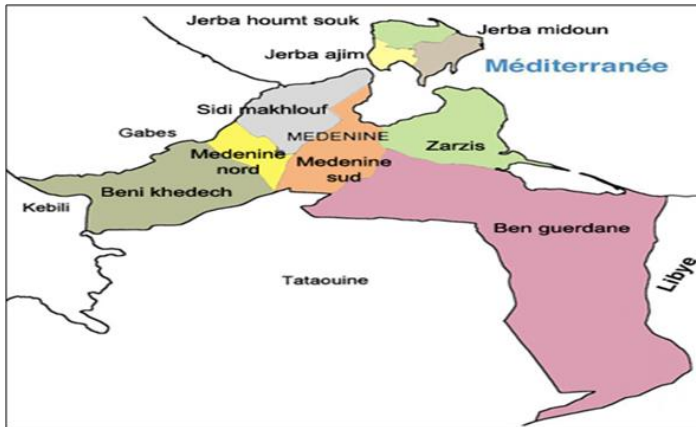 Jerba houmt souk
Jerba midoun
Jerba ajim
Méditerranée
Sidi makhlouf
Gabes
MEDENINE
Zarzis
Medenine
nord
Medenine
sud
Beni khedech
Kebili
Ben guerdane
Libye
Tataouine